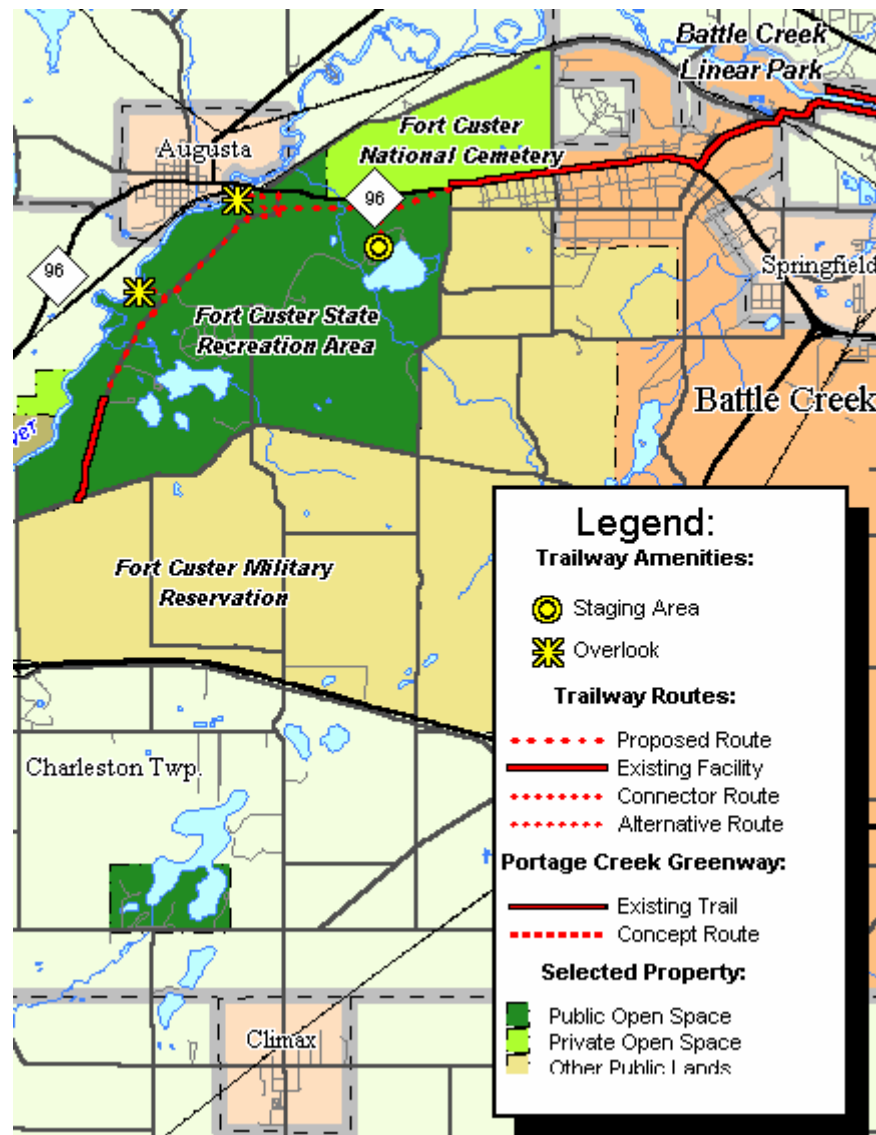 Battle Creek
Linear Park
Fort Custer
National Cemetery
Augusta
96
96
Springfield
Fort Custer State
Recreation Area
Battle Creek
Fort Custer Military
Reservation
Charleston Twp.
Climax
Legend:
Trailway Amenities:
Staging Area
Overlook
Trailway Routes:
Proposed Route
Existing Facility
Connector Route
Alternative Route
Portage Creek Greenway:
Existing Trail
Concept Route
Selected Property:
Public Open Space
Private Open Space
Other Public Lands